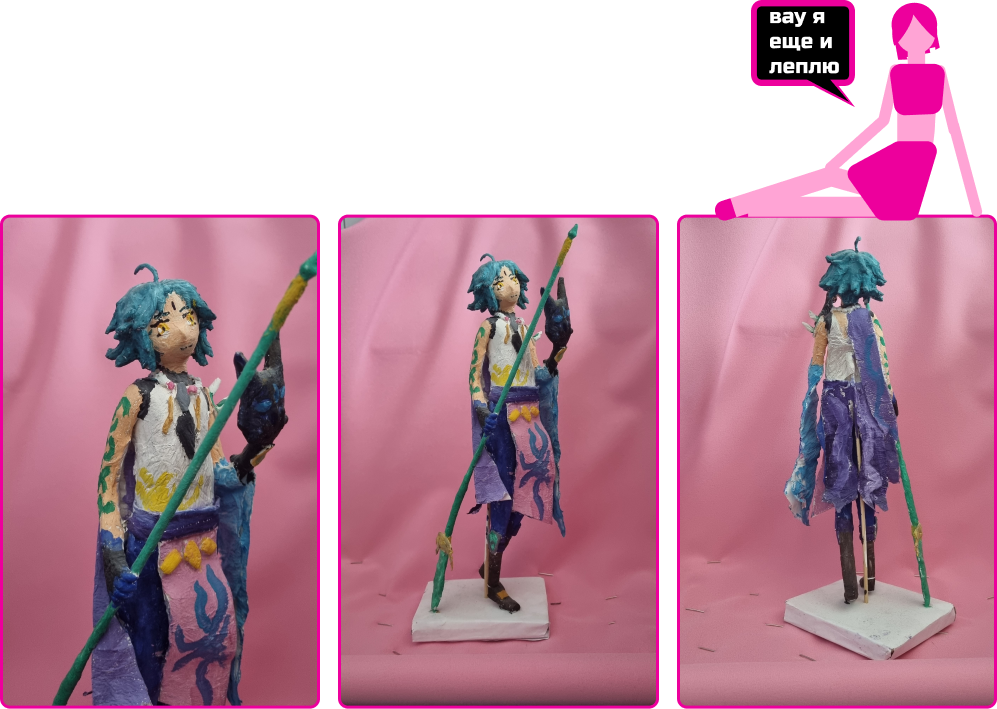 вау я
еще и
леплю